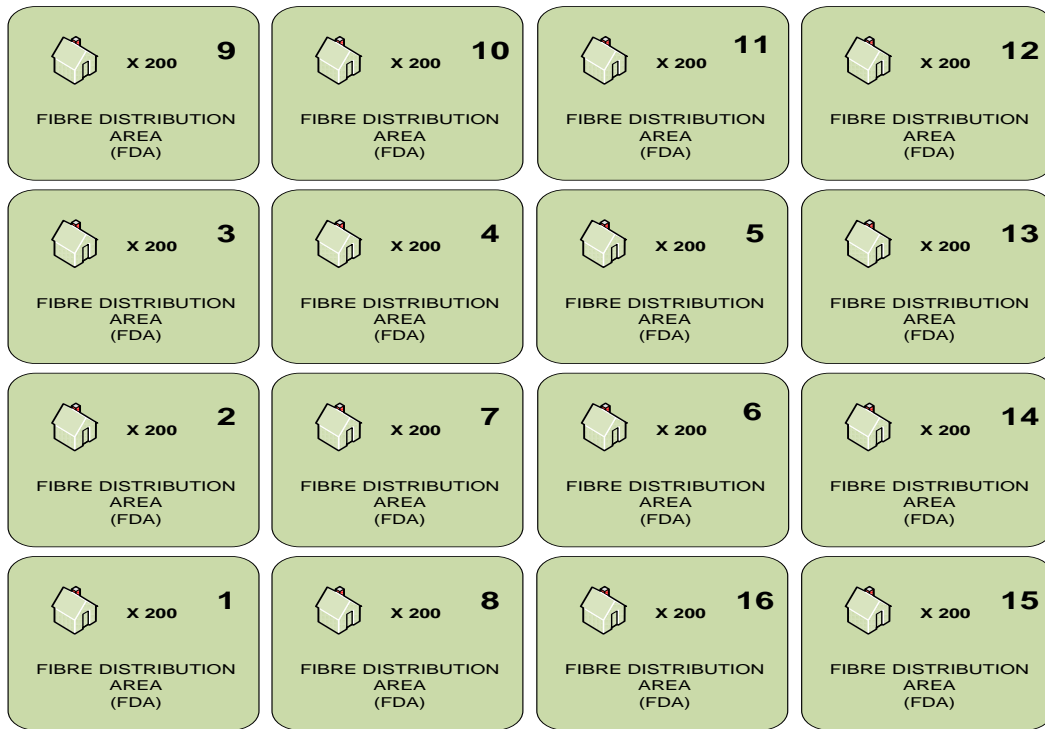 X 200 9
FIBRE DISTRIBUTION
AREA
(FDA)
X 200 10
FIBRE DISTRIBUTION
AREA
(FDA)
X 200 11
FIBRE DISTRIBUTION
AREA
(FDA)
X 200 12
FIBRE DISTRIBUTION
AREA
(FDA)
X 200 3
FIBRE DISTRIBUTION
AREA
(FDA)
X 200 4
FIBRE DISTRIBUTION
AREA
(FDA)
X 200 5
FIBRE DISTRIBUTION
AREA
(FDA)
X 200 13
FIBRE DISTRIBUTION
AREA
(FDA)
X 200 2
FIBRE DISTRIBUTION
AREA
(FDA)
X 200 7
FIBRE DISTRIBUTION
AREA
(FDA)
X 200 6
FIBRE DISTRIBUTION
AREA
(FDA)
X 200 14
FIBRE DISTRIBUTION
AREA
(FDA)
X 200 1
FIBRE DISTRIBUTION
AREA
(FDA)
X 200 8
FIBRE DISTRIBUTION
AREA
(FDA)
X 200 16
FIBRE DISTRIBUTION
AREA
(FDA)
X 200 15
FIBRE DISTRIBUTION
AREA
(FDA)